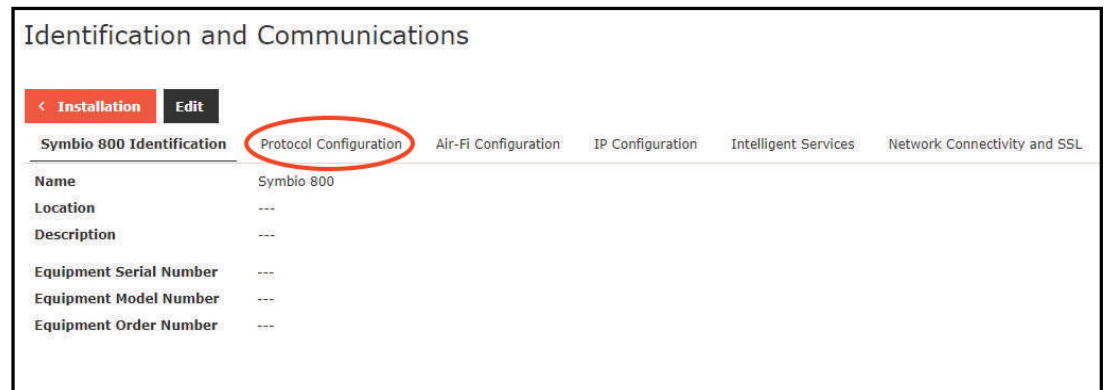 Identification and Communications
< Installation Edit
Symbio 800 Identification Protocol Configuration Air-Fi Configuration IP Configuration Intelligent Services Network Connectivity and SSL
Name Symbio 800
Location ---
Description ---
Equipment Serial Number ---
Equipment Model Number ---
Equipment Order Number ---